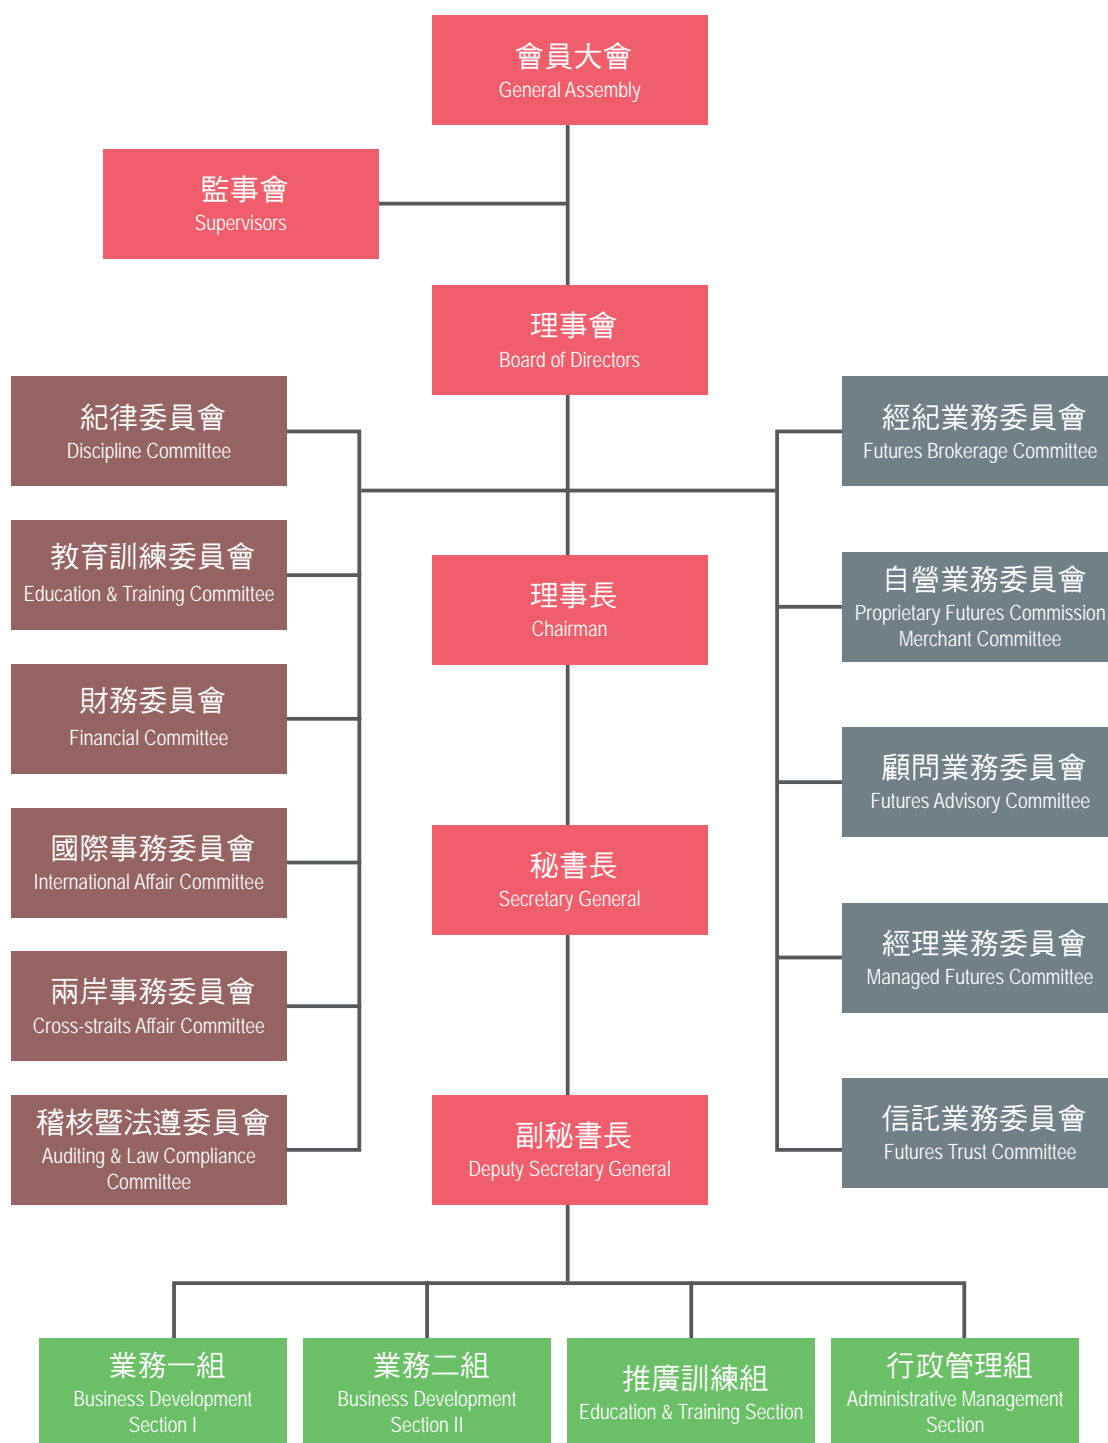 會員大會
General Assembly
監事會
Supervisors
理事會
Board of Directors
紀律委員會
Discipline Committee
教育訓練委員會
Education & Training Committee
財務委員會
Financial Committee
國際事務委員會
International Affair Committee
兩岸事務委員會
Cross-straits Affair Committee
稽核暨法遵委員會
Auditing & Law Compliance
Committee
理事長
Chairman
秘書長
Secretary General
副秘書長
Deputy Secretary General
經紀業務委員會
Futures Brokerage Committee
自營業務委員會
Proprietary Futures Commission
Merchant Committee
顧問業務委員會
Futures Advisory Committee
經理業務委員會
Managed Futures Committee
信託業務委員會
Futures Trust Committee
業務一組
Business Development
Section I
業務二組
Business Development
Section II
推廣訓練組
Education & Training Section
行政管理組
Administrative Management
Section